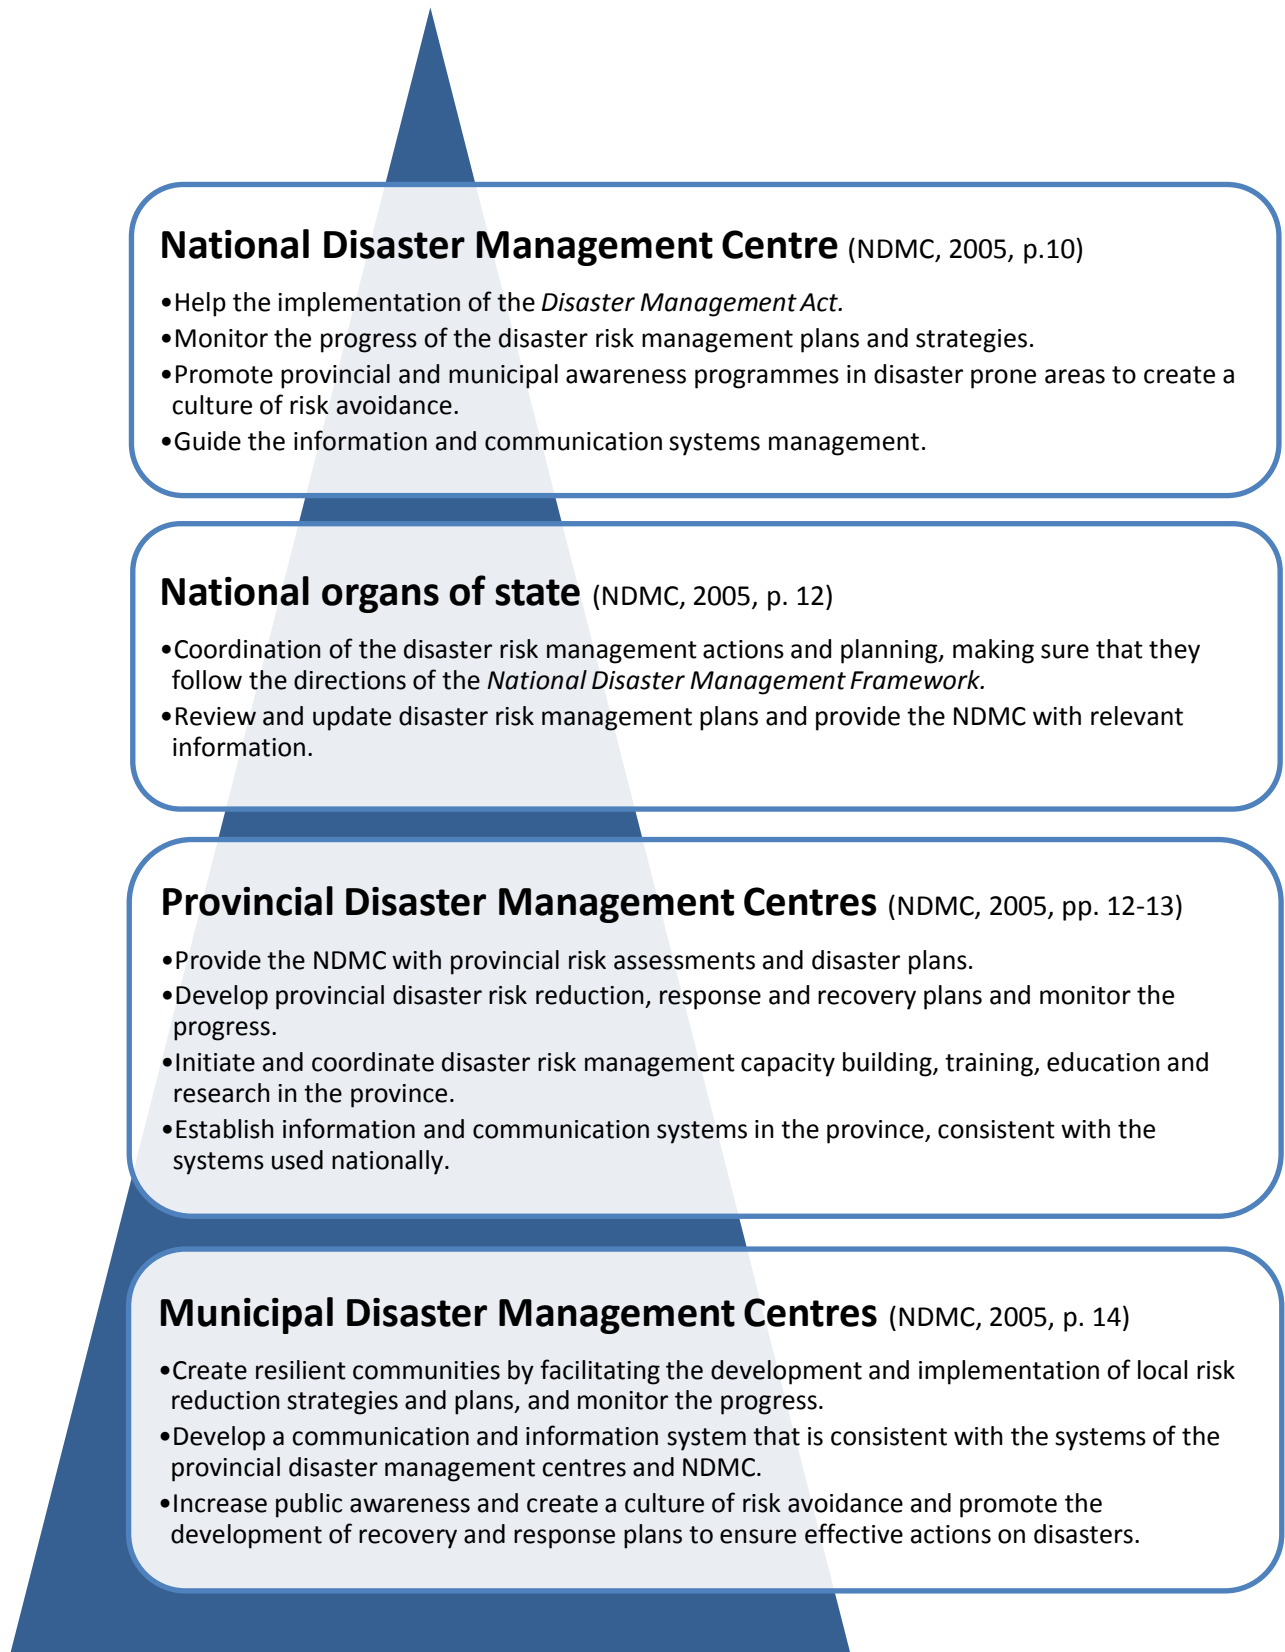 National Disaster Management Centre (NDMC, 2005, p.10)
•Help the implementation of the Disaster Management Act.
•Monitor the progress of the disaster risk management plans and strategies.
•Promote provincial and municipal awareness programmes in disaster prone areas to create a
culture of risk avoidance.
•Guide the information and communication systems management.
National organs of state (NDMC, 2005, p. 12)
•Coordination of the disaster risk management actions and planning, making sure that they
follow the directions of the National Disaster Management Framework.
•Review and update disaster risk management plans and provide the NDMC with relevant
information.
Provincial Disaster Management Centres (NDMC, 2005, pp. 12-13)
•Provide the NDMC with provincial risk assessments and disaster plans.
•Develop provincial disaster risk reduction, response and recovery plans and monitor the
progress.
•Initiate and coordinate disaster risk management capacity building, training, education and
research in the province.
•Establish information and communication systems in the province, consistent with the
systems used nationally.
Municipal Disaster Management Centres (NDMC, 2005, p. 14)
•Create resilient communities by facilitating the development and implementation of local risk
reduction strategies and plans, and monitor the progress.
•Develop a communication and information system that is consistent with the systems of the
provincial disaster management centres and NDMC.
•Increase public awareness and create a culture of risk avoidance and promote the
development of recovery and response plans to ensure effective actions on disasters.